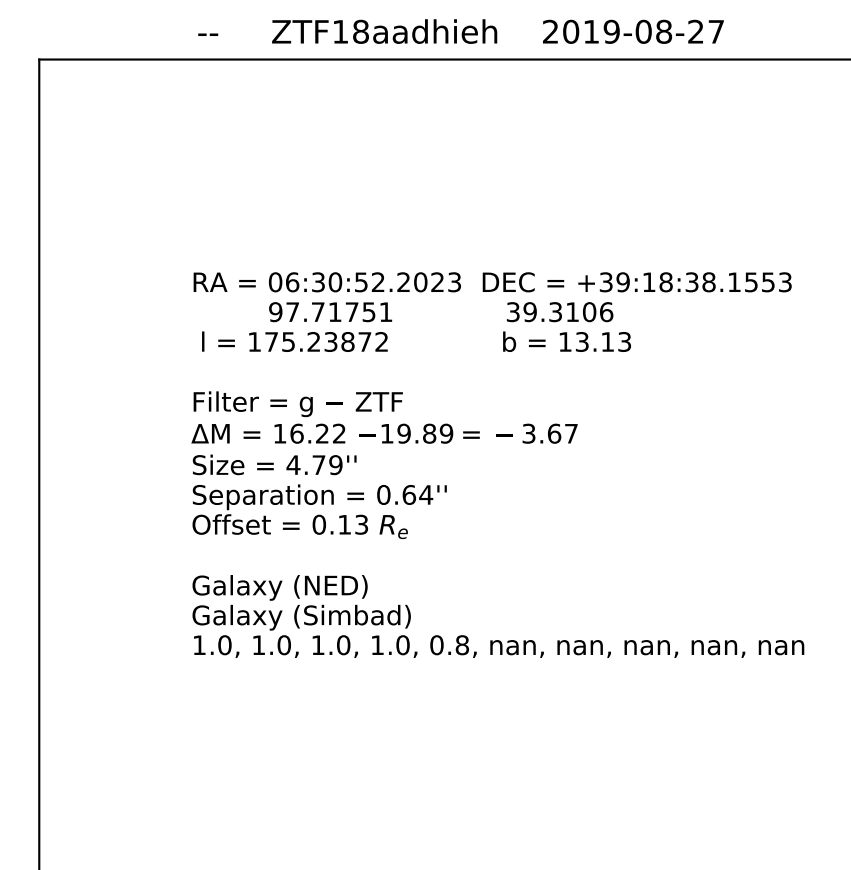 -- ZTF18aadhieh 2019-08-27
RA = 06:30:52.2023 DEC = +39:18:38.1553
97.71751 39.3106
l = 175.23872 b = 13.13
Filter = g − ZTF
ΔM = 16.22 −19.89 = − 3.67
Size = 4.79''
Separation = 0.64''
Offset = 0.13 Re
Galaxy (NED)
Galaxy (Simbad)
1.0, 1.0, 1.0, 1.0, 0.8, nan, nan, nan, nan, nan